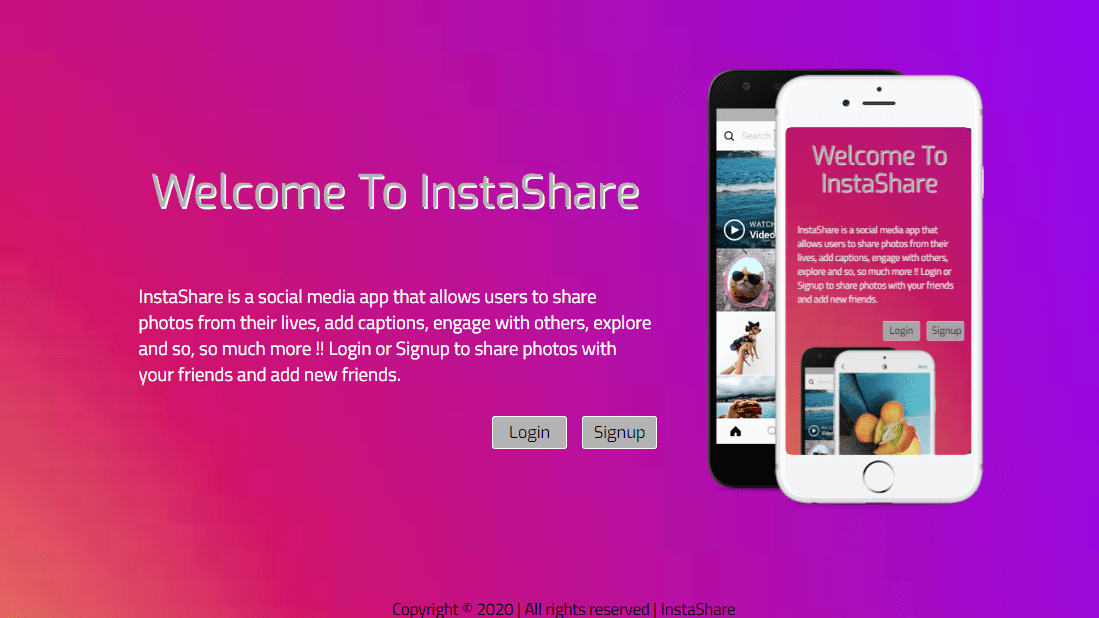 Welcome To InstaShare
InstaShare is a social media app that allows users to share
photos from their lives, add captions, engage with others, explore
and so, so much more !! Login or Signup to share photos with
your friends and add new friends.
Login Signup
Search
WATCH
Video
Welcome To
InstaShare
InstaShare is a social media app that
allows users to share photos from their
lives, add captions, engage with others,
explore and so, so much more !! Login or
Signup to share photos with your friends
and add new friends.
Login Signup
Copyright © 2020 | All rights reserved | InstaShare